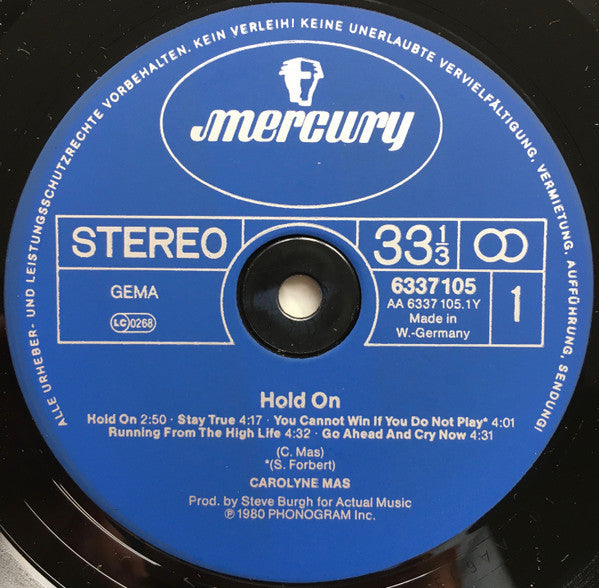 ALLE URHEBER- UND LEISTUNGSSCHUTZRECHTE VORBEHALTEN. KEIN VERLEIH! KEINE UNERLAUBTE VERVIELFÄLTIGUNG, VERMIETUNG, AUFFÜHRUNG, SENDUNG!
mercury
STEREO
33 1/3
GEMA
LC 0268
6337105
AA 6337 105.1Y
Made in
W.-Germany
1
Hold On
Hold On 2:50 · Stay True 4:17 · You Cannot Win If You Do Not Play* 4:01
Running From The High Life 4:32 · Go Ahead And Cry Now 4:31
(C. Mas)
*(S. Forbert)
CAROLYNE MAS
Prod. by Steve Burgh for Actual Music
℗ 1980 PHONOGRAM Inc.